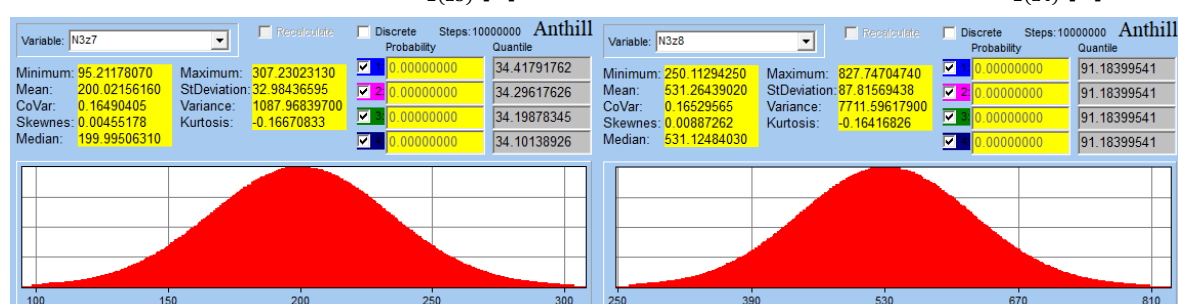 Discrete Steps: 10000000 Anthill
Variable: N3z7 Recalculate Probability Quantile
Minimum: 95.21178070 Maximum: 307.23023130 1 0.00000000 34.41791762
Mean: 200.02156160 StDeviation: 32.98436595 2 0.00000000 34.29617626
CoVar: 0.16490405 Variance: 1087.96839700 3 0.00000000 34.19878345
Skewnes: 0.00455178 Kurtosis: -0.16670833 0.00000000 34.10138926
Median: 199.99506310
100 150 200 250 300
Discrete Steps: 10000000 Anthill
Variable: N3z8 Recalculate Probability Quantile
Minimum: 250.11294250 Maximum: 827.74704740 1 0.00000000 91.18399541
Mean: 531.26439020 StDeviation: 87.81569438 2 0.00000000 91.18399541
CoVar: 0.16529565 Variance: 7711.59617900 3 0.00000000 91.18399541
Skewnes: 0.00887262 Kurtosis: -0.16416826 0.00000000 91.18399541
Median: 531.12484030
250 390 530 670 810